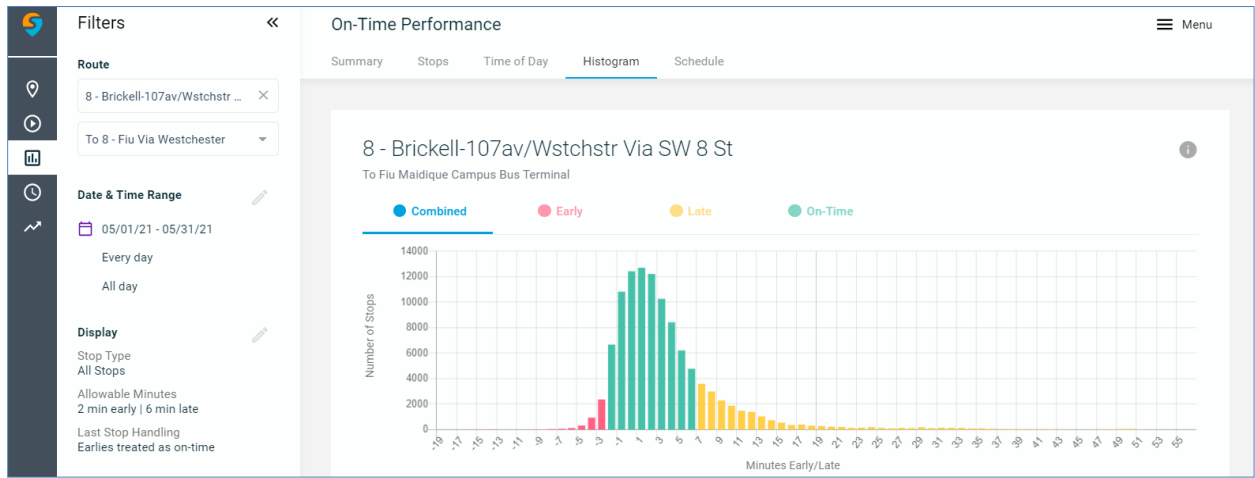 Filters
Route
8 - Brickell-107av/Wstchstr ...
To 8 - Fiu Via Westchester
Date & Time Range
05/01/21 - 05/31/21
Every day
All day
Display
Stop Type
All Stops
Allowable Minutes
2 min early | 6 min late
Last Stop Handling
Earlies treated as on-time
On-Time Performance
Menu
Summary Stops Time of Day Histogram Schedule
8 - Brickell-107av/Wstchstr Via SW 8 St
To Fiu Maidique Campus Bus Terminal
Combined Early Late On-Time
Number of Stops
14000
12000
10000
8000
6000
4000
2000
0
-19 -17 -15 -13 -11 -9 -7 -5 -3 -1 1 3 5 7 9 11 13 15 17 19 21 23 25 27 29 31 33 35 37 39 41 43 45 47 49 51 53 55
Minutes Early/Late